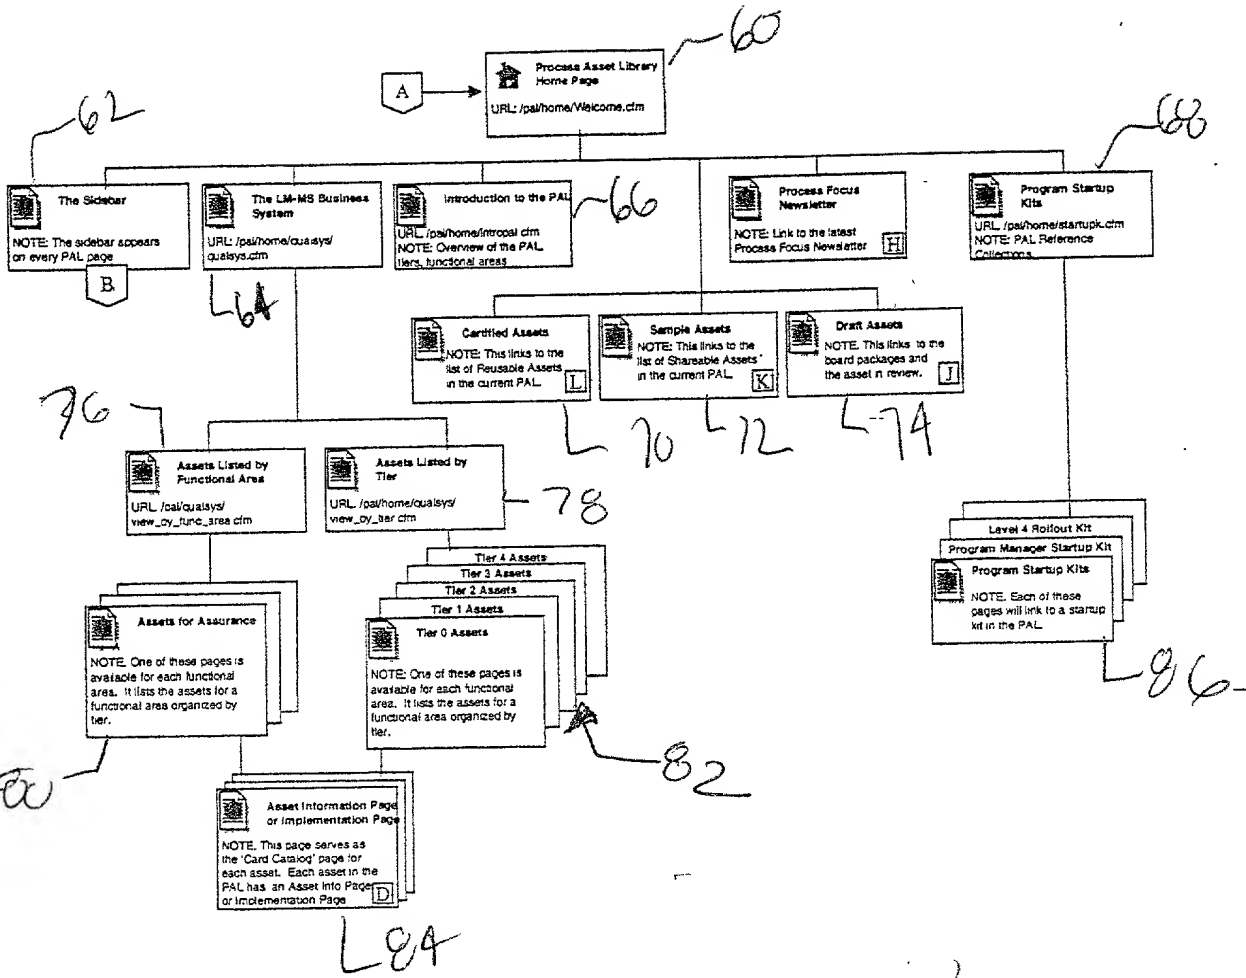 60
Process Asset Library
Home Page
A
URL: /pal/home/Welcome.cfm
62
68
The Sidebar
NOTE: The sidebar appears
on every PAL page
B
The LM-MS Business
System
URL: /pal/home/qualsys/
qualsys.cfm
64
Introduction to the PAL
URL: /pal/home/intropal cfm
NOTE: Overview of the PAL
tiers, functional areas
66
Process Focus
Newsletter
NOTE: Link to the latest
Process Focus Newsletter
H
Program Startup
Kits
URL: /pal/home/startupk.cfm
NOTE: PAL Reference
Collections.
Certified Assets
NOTE: This links to the
list of Reusable Assets
in the current PAL.
L
70
Sample Assets
NOTE: This links to the
list of Shareable Assets
in the current PAL.
K
72
Draft Assets
NOTE. This links to the
board packages and
the asset in review.
J
74
76
Assets Listed by
Functional Area
URL /pal/qualsys/
view_by_func_area.cfm
Assets Listed by
Tier
URL. /pal/home/qualsys/
view_by_tier cfm
78
Level 4 Rollout Kit
Program Manager Startup Kit
Program Startup Kits
NOTE. Each of these
pages will link to a startup
kit in the PAL.
86
Assets for Assurance
NOTE. One of these pages is
available for each functional
area. It lists the assets for a
functional area organized by
tier.
80
Tier 4 Assets
Tier 3 Assets
Tier 2 Assets
Tier 1 Assets
Tier 0 Assets
NOTE: One of these pages is
available for each functional
area. It lists the assets for a
functional area organized by
tier.
82
Asset Information Page
or Implementation Page
NOTE. This page serves as
the 'Card Catalog' page for
each asset. Each asset in the
PAL has an Asset Info Page
or Implementation Page
D
84